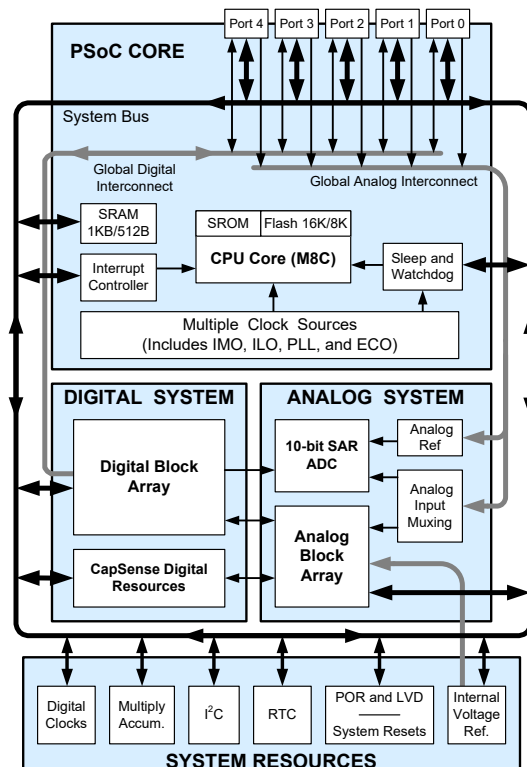 Port 4
Port 3
Port 2
Port 1
Port 0
PSoC CORE
System Bus
Global Digital
Interconnect
Global Analog Interconnect
SRAM
1KB/512B
SROM
Flash 16K/8K
CPU Core (M8C)
Interrupt
Controller
Sleep and
Watchdog
Multiple Clock Sources
(Includes IMO, ILO, PLL, and ECO)
DIGITAL SYSTEM
ANALOG SYSTEM
Digital Block
Array
10-bit SAR
ADC
Analog
Ref
Analog
Input
Muxing
Analog
Block
Array
CapSense Digital
Resources
Digital
Clocks
Multiply
Accum.
I²C
RTC
POR and LVD
System Resets
Internal
Voltage
Ref.
SYSTEM RESOURCES